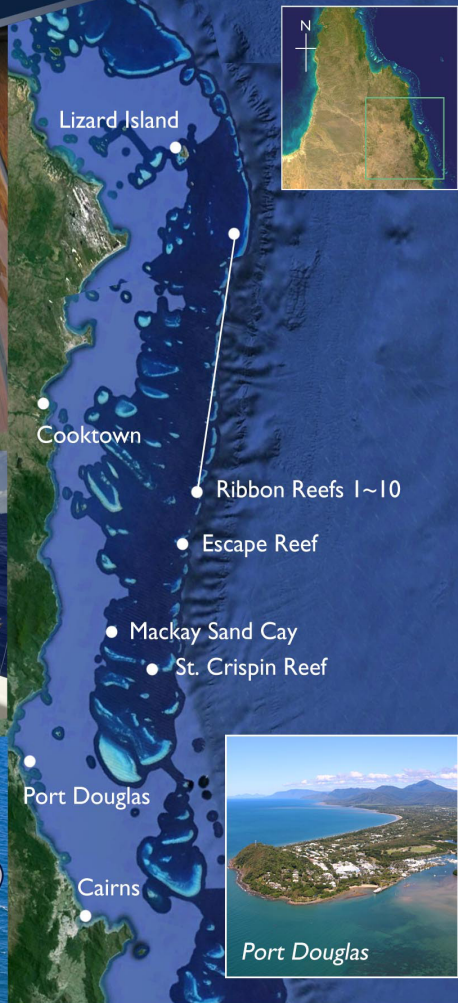 N
Lizard Island
Cooktown
Ribbon Reefs 1~10
Escape Reef
Mackay Sand Cay
St. Crispin Reef
Port Douglas
Cairns
Port Douglas